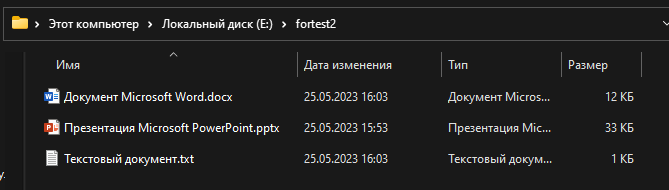 Этот компьютер > Локальный диск (E:) > fortest2
Имя Дата изменения Тип Размер
Документ Microsoft Word.docx 25.05.2023 16:03 Документ Micros... 12 КБ
Презентация Microsoft PowerPoint.pptx 25.05.2023 15:53 Презентация Mic... 33 КБ
Текстовый документ.txt 25.05.2023 16:03 Текстовый докум... 1 КБ